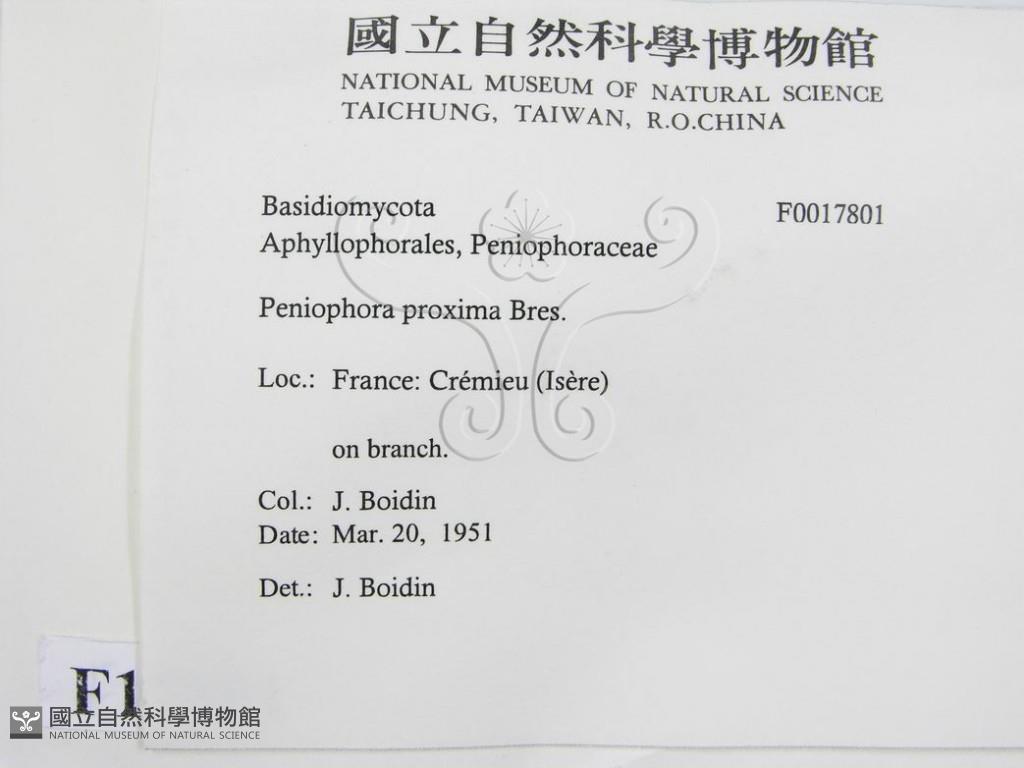 國立自然科學博物館
NATIONAL MUSEUM OF NATURAL SCIENCE
TAICHUNG, TAIWAN, R.O.CHINA
Basidiomycota F0017801
Aphyllophorales, Peniophoraceae
Peniophora proxima Bres.
Loc.: France: Crémieu (Isère)
on branch.
Col.: J. Boidin
Date: Mar. 20, 1951
Det.: J. Boidin
F1
國立自然科學博物館
NATIONAL MUSEUM OF NATURAL SCIENCE